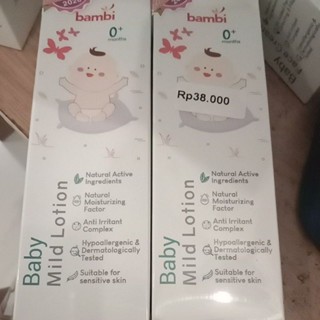 2020
bambi
0+
months
Natural Active
Ingredients
Natural
Moisturizing
Factor
Anti Irritant
Complex
Hypoallergenic &
Dermatologically
Tested
Suitable for
sensitive skin
Baby
Mild Lotion
bambi
0+
months
Rp38.000
Natural Active
Ingredients
Natural
Moisturizing
Factor
Anti Irritant
Complex
Hypoallergenic &
Dermatologically
Tested
Suitable for
sensitive skin
Baby
Mild Lotion
Baby